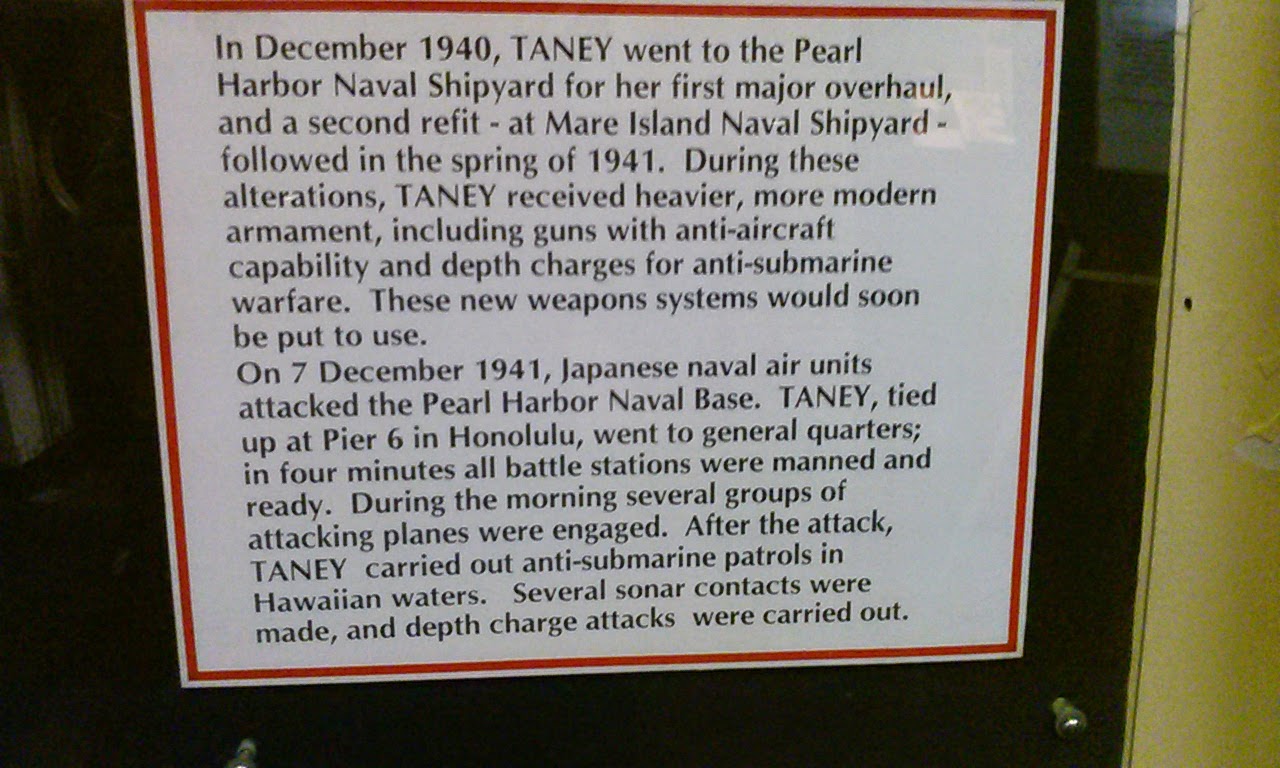 In December 1940, TANEY went to the Pearl
Harbor Naval Shipyard for her first major overhaul,
and a second refit - at Mare Island Naval Shipyard -
followed in the spring of 1941. During these
alterations, TANEY received heavier, more modern
armament, including guns with anti-aircraft
capability and depth charges for anti-submarine
warfare. These new weapons systems would soon
be put to use.
On 7 December 1941, Japanese naval air units
attacked the Pearl Harbor Naval Base. TANEY, tied
up at Pier 6 in Honolulu, went to general quarters;
in four minutes all battle stations were manned and
ready. During the morning several groups of
attacking planes were engaged. After the attack,
TANEY carried out anti-submarine patrols in
Hawaiian waters. Several sonar contacts were
made, and depth charge attacks were carried out.